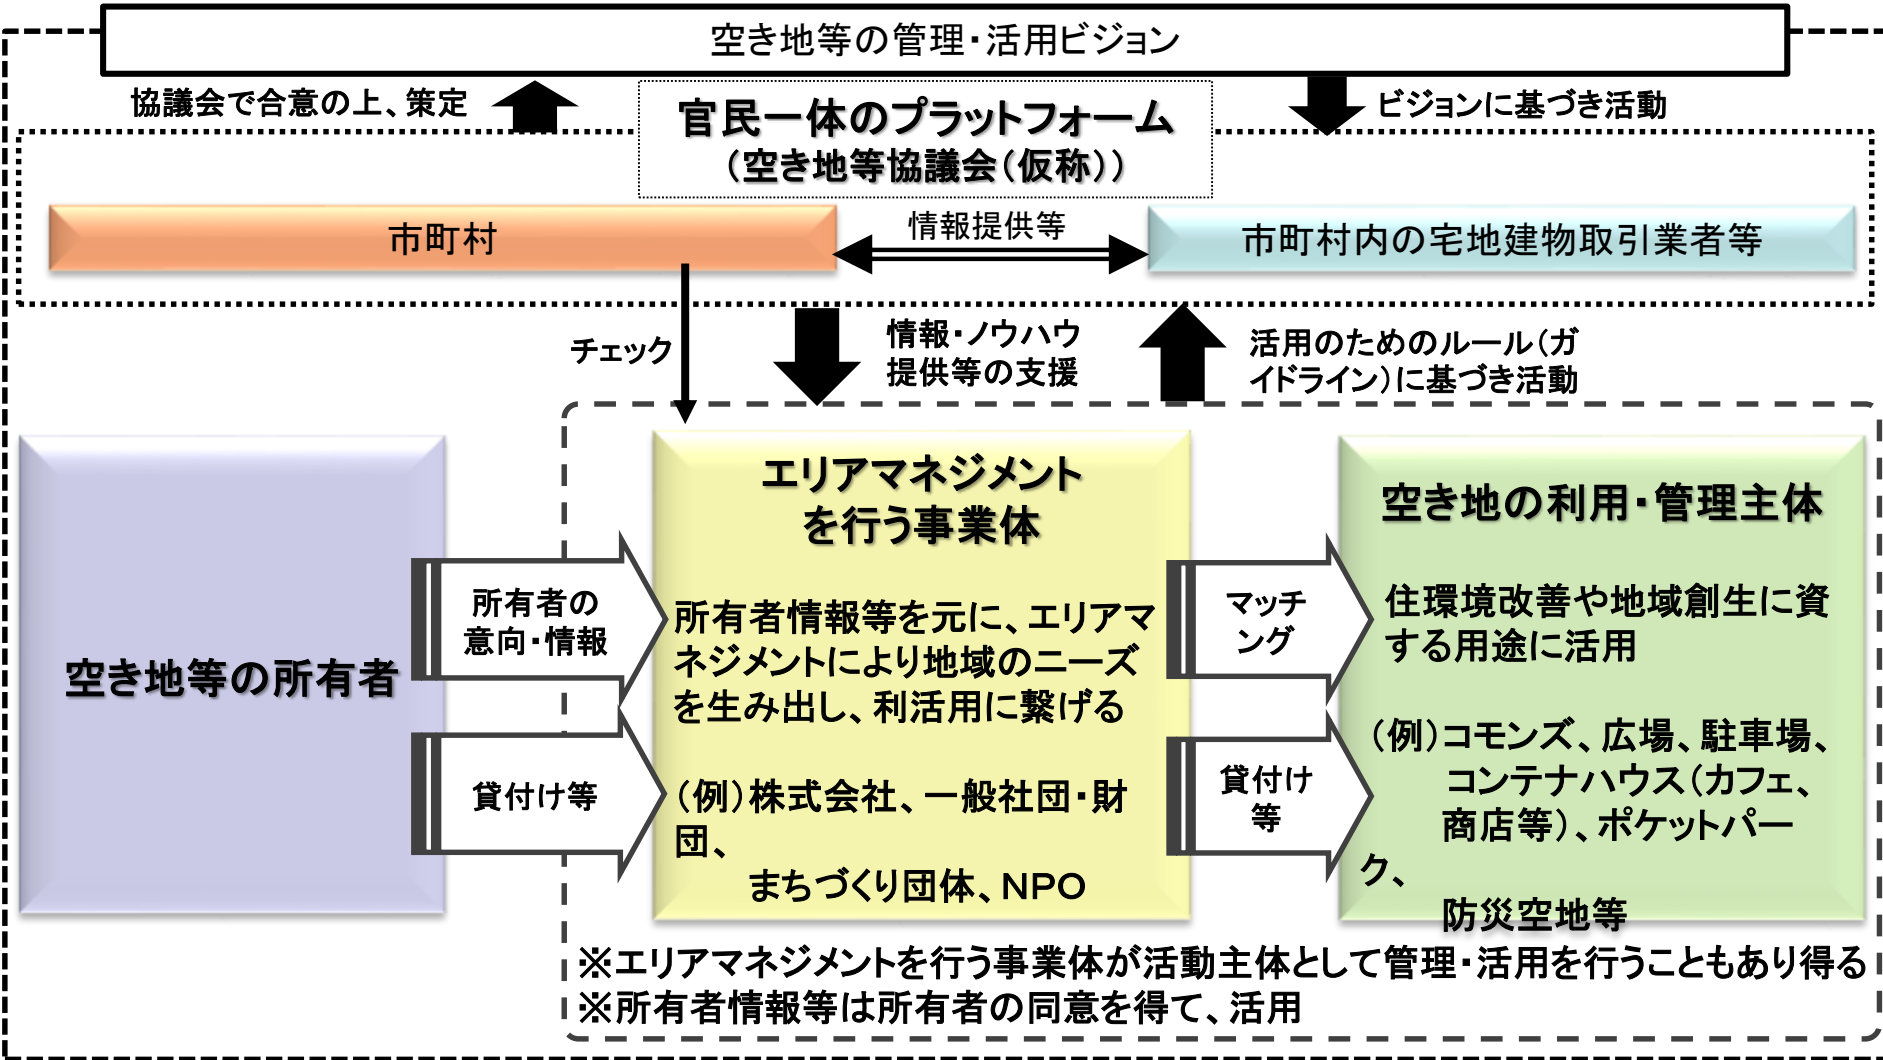 空き地等の管理・活用ビジョン
協議会で合意の上、策定
ビジョンに基づき活動
官民一体のプラットフォーム
（空き地等協議会（仮称））
市町村
情報提供等
市町村内の宅地建物取引業者等
チェック
情報・ノウハウ
提供等の支援
活用のためのルール（ガ
イドライン）に基づき活動
空き地等の所有者
所有者の
意向・情報
貸付け等
エリアマネジメント
を行う事業体
所有者情報等を元に、エリアマ
ネジメントにより地域のニーズ
を生み出し、利活用に繋げる
（例）株式会社、一般社団・財
団、
まちづくり団体、NPO
マッチ
ング
貸付け
等
空き地の利用・管理主体
住環境改善や地域創生に資
する用途に活用
（例）コモンズ、広場、駐車場、
コンテナハウス（カフェ、
商店等）、ポケットパー
ク、
防災空地等
※エリアマネジメントを行う事業体が活動主体として管理・活用を行うこともあり得る
※所有者情報等は所有者の同意を得て、活用